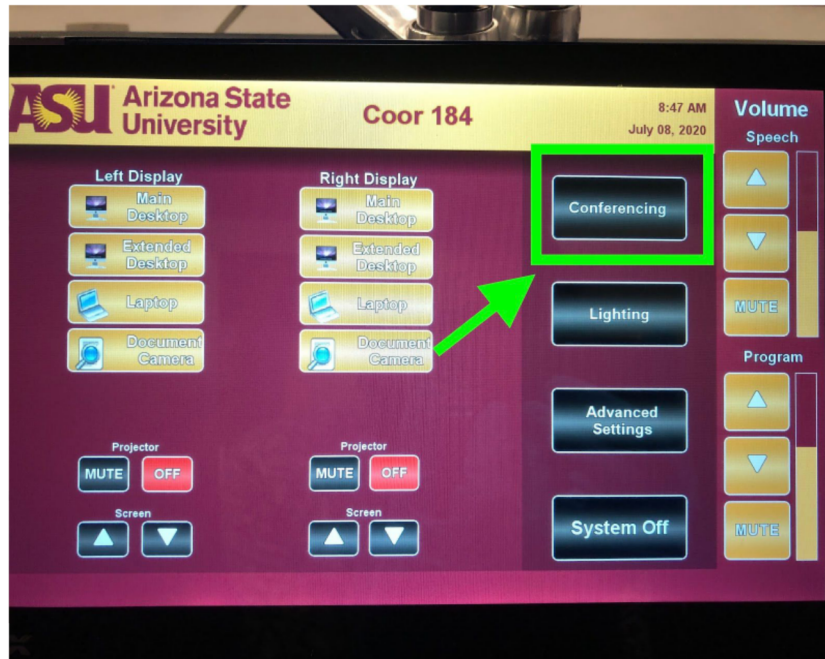 ASU Arizona State
University
Coor 184
8:47 AM
July 08, 2020
Volume
Speech
MUTE
Program
MUTE
Left Display
Main
Desktop
Extended
Desktop
Laptop
Document
Camera
Projector
MUTE OFF
Screen
Right Display
Main
Desktop
Extended
Desktop
Laptop
Document
Camera
Projector
MUTE OFF
Screen
Conferencing
Lighting
Advanced
Settings
System Off